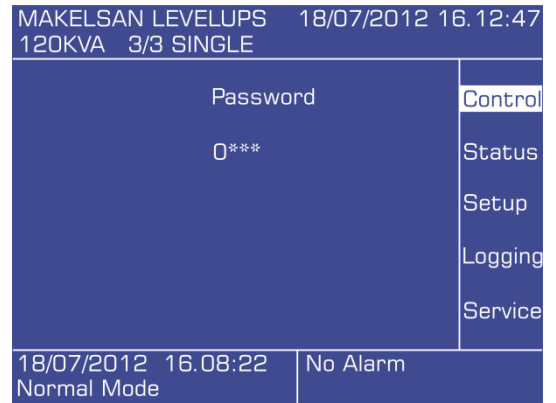 MAKELSAN LEVELUPS 18/07/2012 16.12:47
120KVA 3/3 SINGLE
Password
0***
Control
Status
Setup
Logging
Service
18/07/2012 16.08:22 No Alarm
Normal Mode